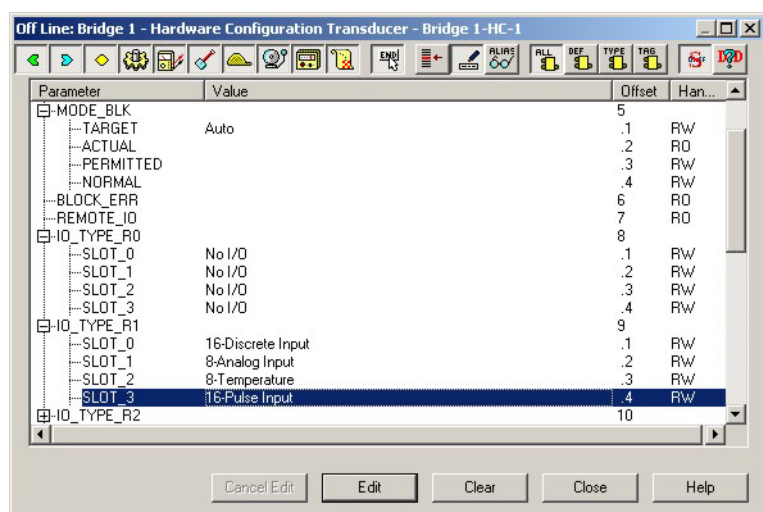 Off Line: Bridge 1 - Hardware Configuration Transducer - Bridge 1-HC-1
END! ALIAS ALL DEF TYPE TAG
Parameter Value Offset Han...
MODE_BLK 5
TARGET Auto .1 RW
ACTUAL .2 RO
PERMITTED .3 RW
NORMAL .4 RW
BLOCK_ERR 6 RO
REMOTE_IO 7 RO
IO_TYPE_R0 8
SLOT_0 No I/O .1 RW
SLOT_1 No I/O .2 RW
SLOT_2 No I/O .3 RW
SLOT_3 No I/O .4 RW
IO_TYPE_R1 9
SLOT_0 16-Discrete Input .1 RW
SLOT_1 8-Analog Input .2 RW
SLOT_2 8-Temperature .3 RW
SLOT_3 16-Pulse Input .4 RW
IO_TYPE_R2 10
Cancel Edit Edit Clear Close Help